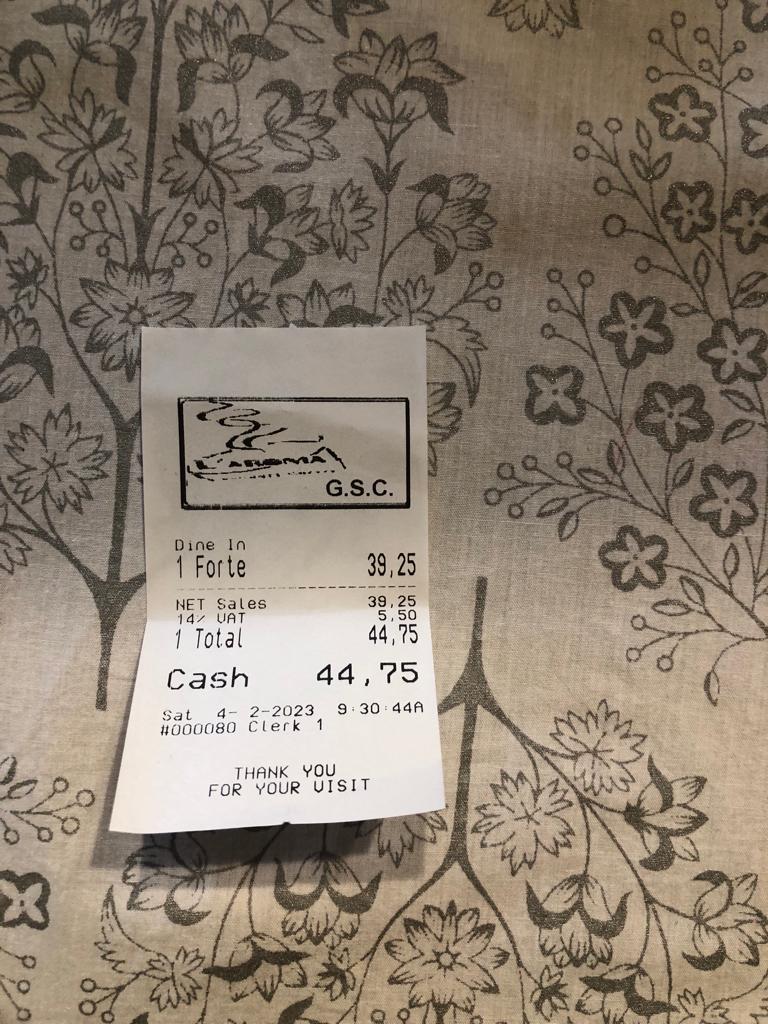 L'AROMA
G.S.C.
Dine In
1 Forte 39,25
NET Sales 39,25
14% VAT 5,50
1 Total 44,75
Cash 44,75
Sat 4- 2-2023 9:30:44A
#000080 Clerk 1
THANK YOU
FOR YOUR VISIT